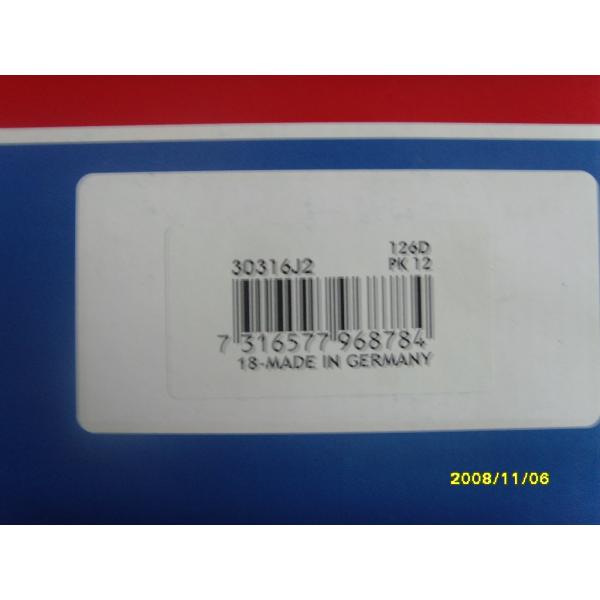 126D
30316J2 PK 12
7 316577 968784
18-MADE IN GERMANY
2008/11/06